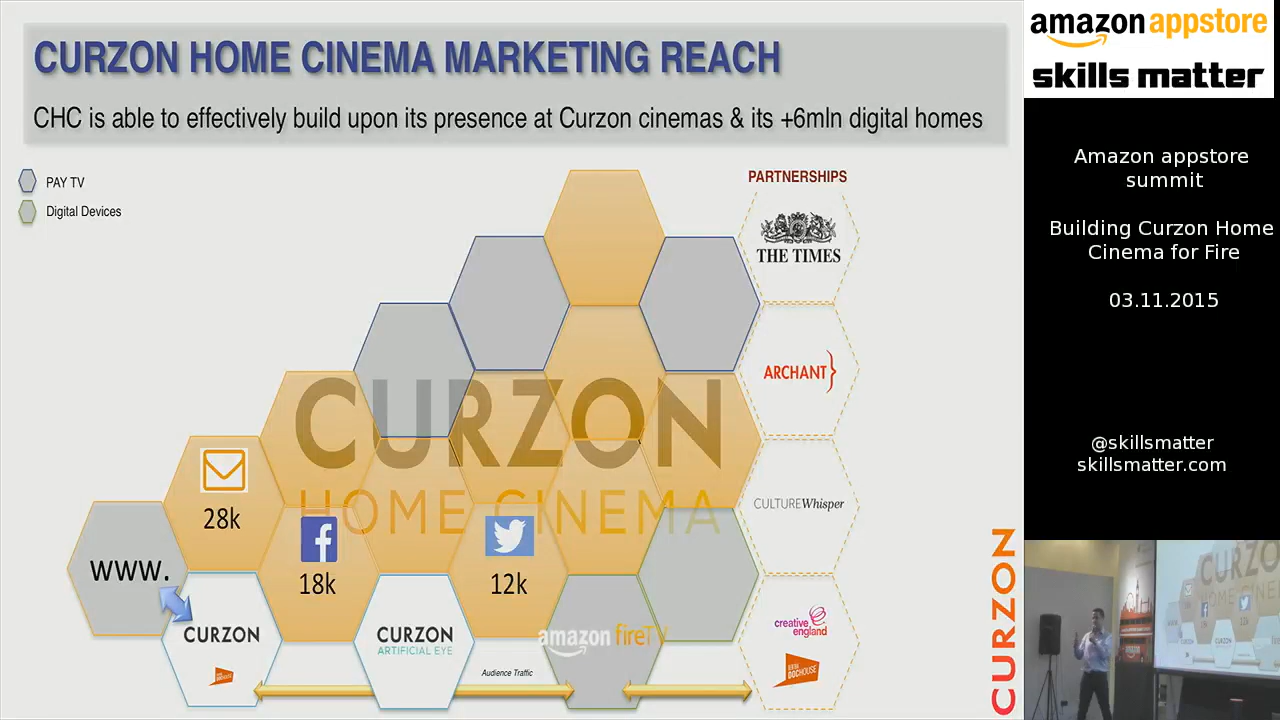 CURZON HOME CINEMA MARKETING REACH
CHC is able to effectively build upon its presence at Curzon cinemas & its +6mln digital homes
PAY TV
Digital Devices
PARTNERSHIPS
THE TIMES
ARCHANT
CULTURE Whisper
creative
england
DOCHOUSE
CURZON
HOME CINEMA
28k
www.
18k
12k
CURZON
CURZON
ARTIFICIAL EYE
amazon fireTV
Audience Traffic
CURZON
amazon appstore
skills matter
Amazon appstore
summit
Building Curzon Home
Cinema for Fire
03.11.2015
@skillsmatter
skillsmatter.com